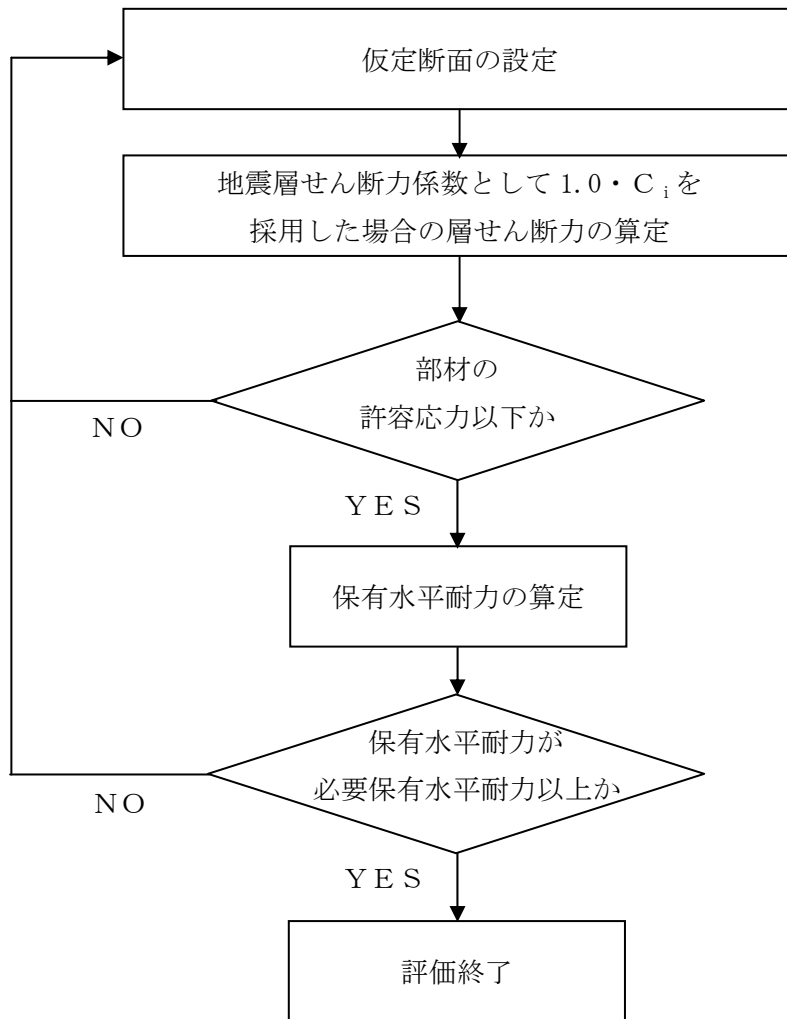 仮定断面の設定
地震層せん断力係数として1.0・Ciを
採用した場合の層せん断力の算定
部材の
許容応力以下か
NO
YES
保有水平耐力の算定
保有水平耐力が
必要保有水平耐力以上か
NO
YES
評価終了